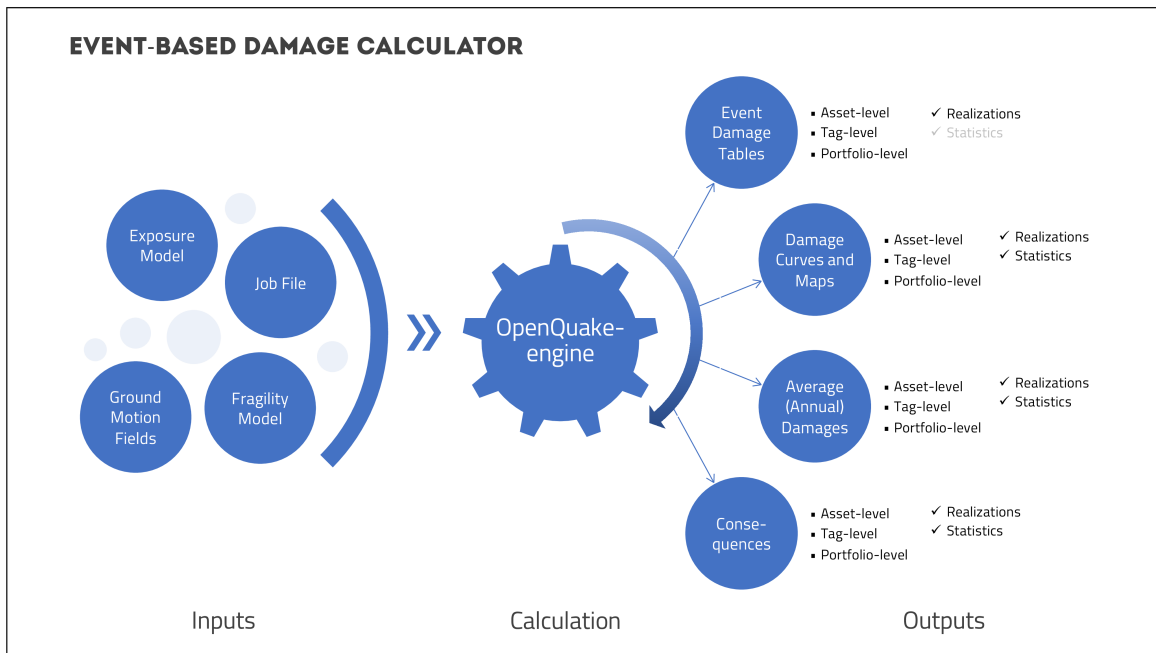 EVENT-BASED DAMAGE CALCULATOR
Exposure
Model
Job File
Ground
Motion
Fields
Fragility
Model
OpenQuake-
engine
Event
Damage
Tables
▪ Asset-level
▪ Tag-level
▪ Portfolio-level
✓ Realizations
✓ Statistics
Damage
Curves and
Maps
▪ Asset-level
▪ Tag-level
▪ Portfolio-level
✓ Realizations
✓ Statistics
Average
(Annual)
Damages
▪ Asset-level
▪ Tag-level
▪ Portfolio-level
✓ Realizations
✓ Statistics
Conse-
quences
▪ Asset-level
▪ Tag-level
▪ Portfolio-level
✓ Realizations
✓ Statistics
Inputs
Calculation
Outputs